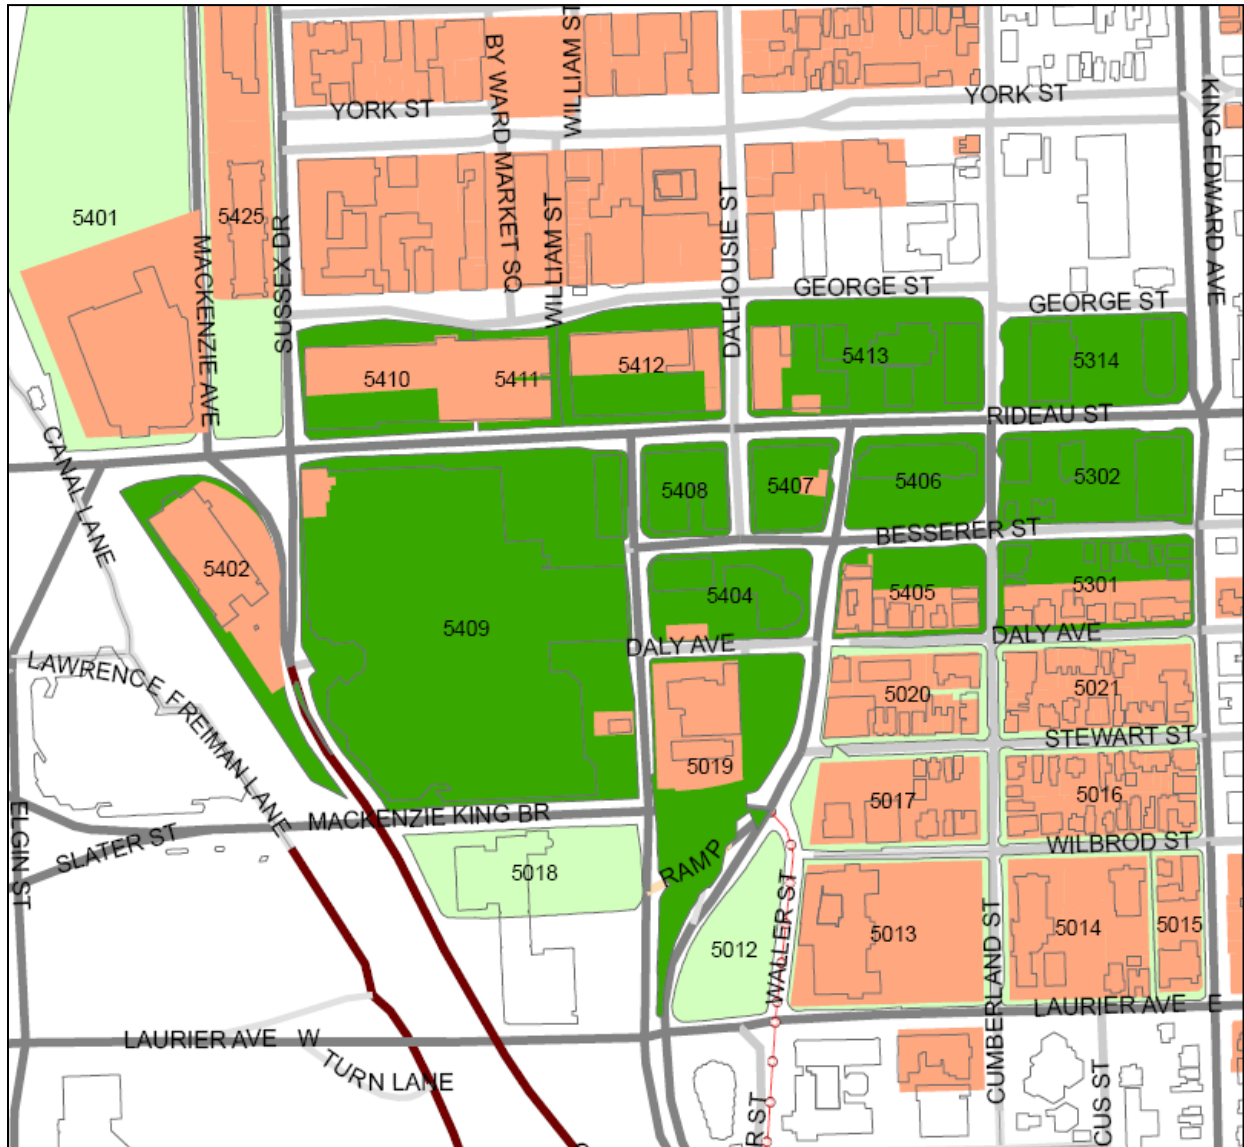 WILLIAM ST
BY WARD MARKET SQ
YORK ST
YORK ST
KING EDWARD AVE
5401
5425
MACKENZIE AVE
SUSSEX DR
WILLIAM ST
DALHOUSIE ST
GEORGE ST
GEORGE ST
5410
5411
5412
5413
5314
RIDEAU ST
CANAL LANE
5402
5409
5408
5407
5406
5302
BESSERER ST
5404
5405
5301
DALY AVE
DALY AVE
LAWRENCE FREIMAN LANE
5020
5021
STEWART ST
5019
5017
5016
MACKENZIE KING BR
ELGIN ST
SLATER ST
WILBROD ST
5018
RAMP
5012
WALLER ST
5013
CUMBERLAND ST
5014
5015
LAURIER AVE E
LAURIER AVE W
TURN LANE
R ST
CUS ST